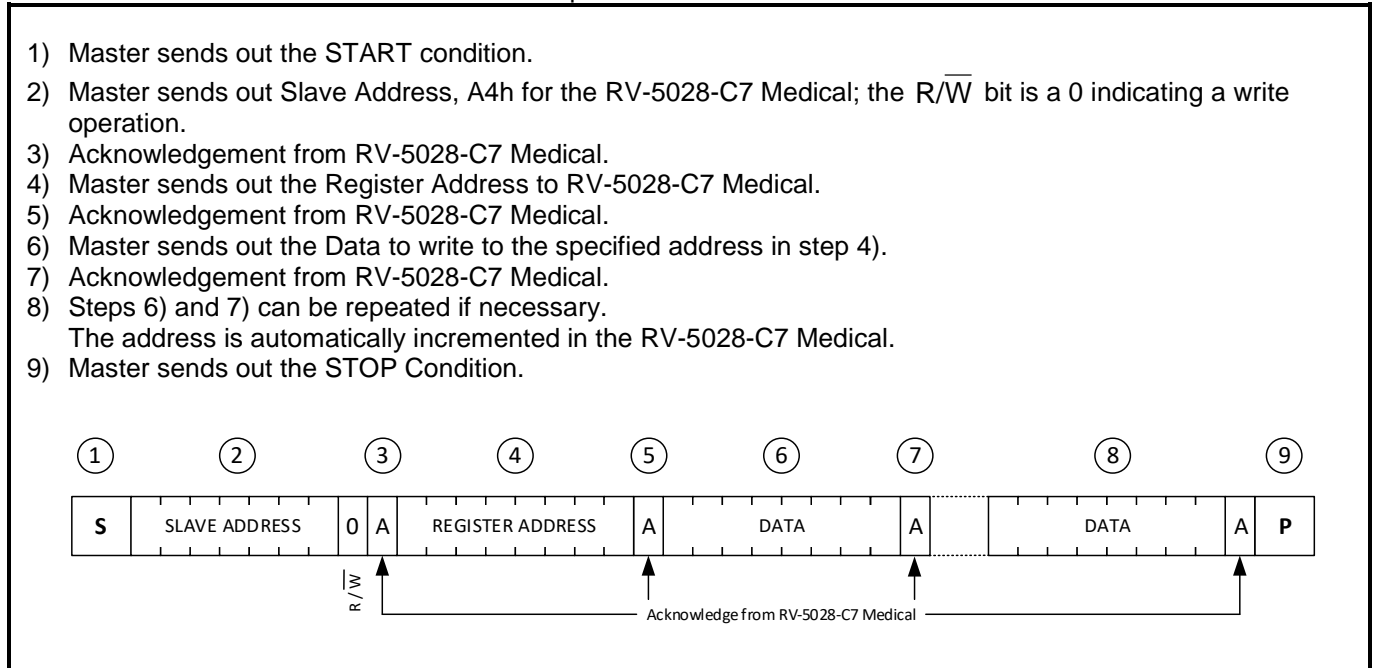 1) Master sends out the START condition.
2) Master sends out Slave Address, A4h for the RV-5028-C7 Medical; the R/W̅ bit is a 0 indicating a write
operation.
3) Acknowledgement from RV-5028-C7 Medical.
4) Master sends out the Register Address to RV-5028-C7 Medical.
5) Acknowledgement from RV-5028-C7 Medical.
6) Master sends out the Data to write to the specified address in step 4).
7) Acknowledgement from RV-5028-C7 Medical.
8) Steps 6) and 7) can be repeated if necessary.
The address is automatically incremented in the RV-5028-C7 Medical.
9) Master sends out the STOP Condition.
1 2 3 4 5 6 7 8 9
S SLAVE ADDRESS 0 A REGISTER ADDRESS A DATA A DATA A P
R/W̅
Acknowledge from RV-5028-C7 Medical